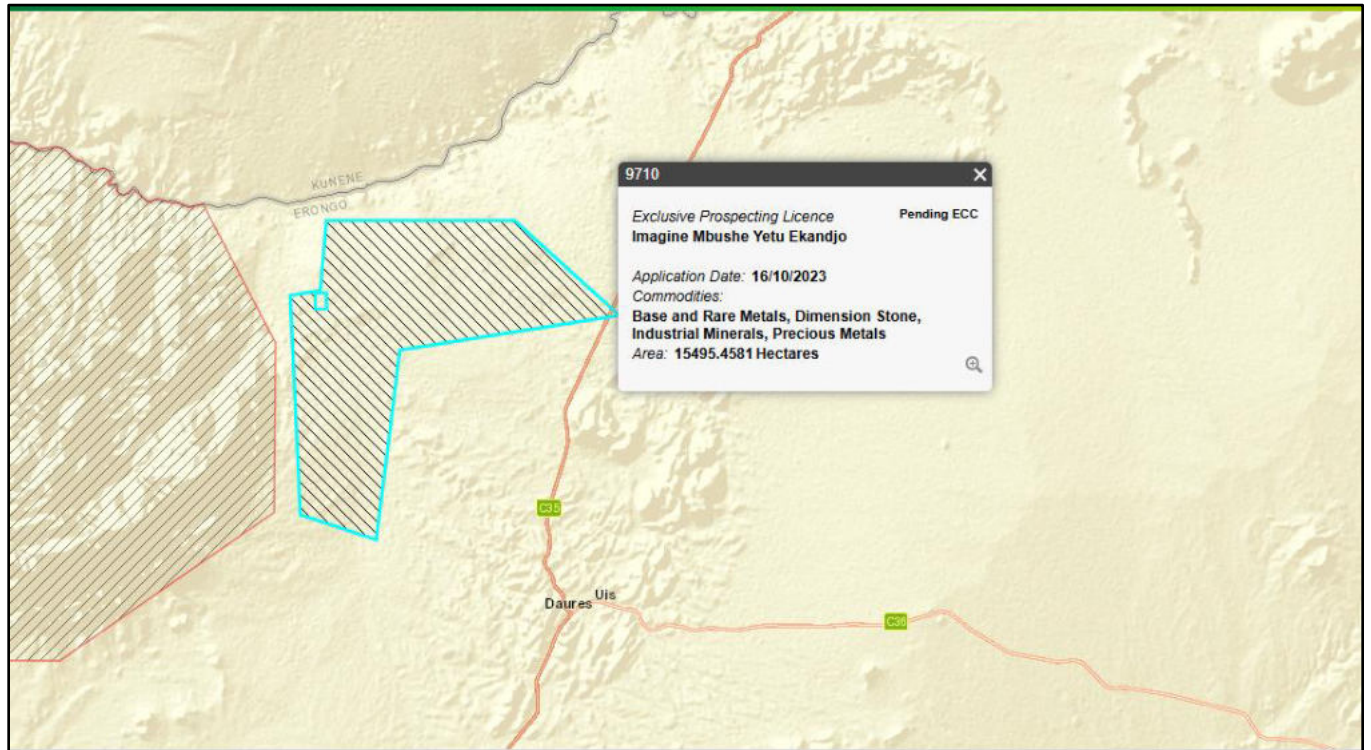 KUNENE
ERONGO
9710
Exclusive Prospecting Licence Pending ECC
Imagine Mbushe Yetu Ekandjo
Application Date: 16/10/2023
Commodities:
Base and Rare Metals, Dimension Stone,
Industrial Minerals, Precious Metals
Area: 15495.4581 Hectares
C35
Daures Uis
C36